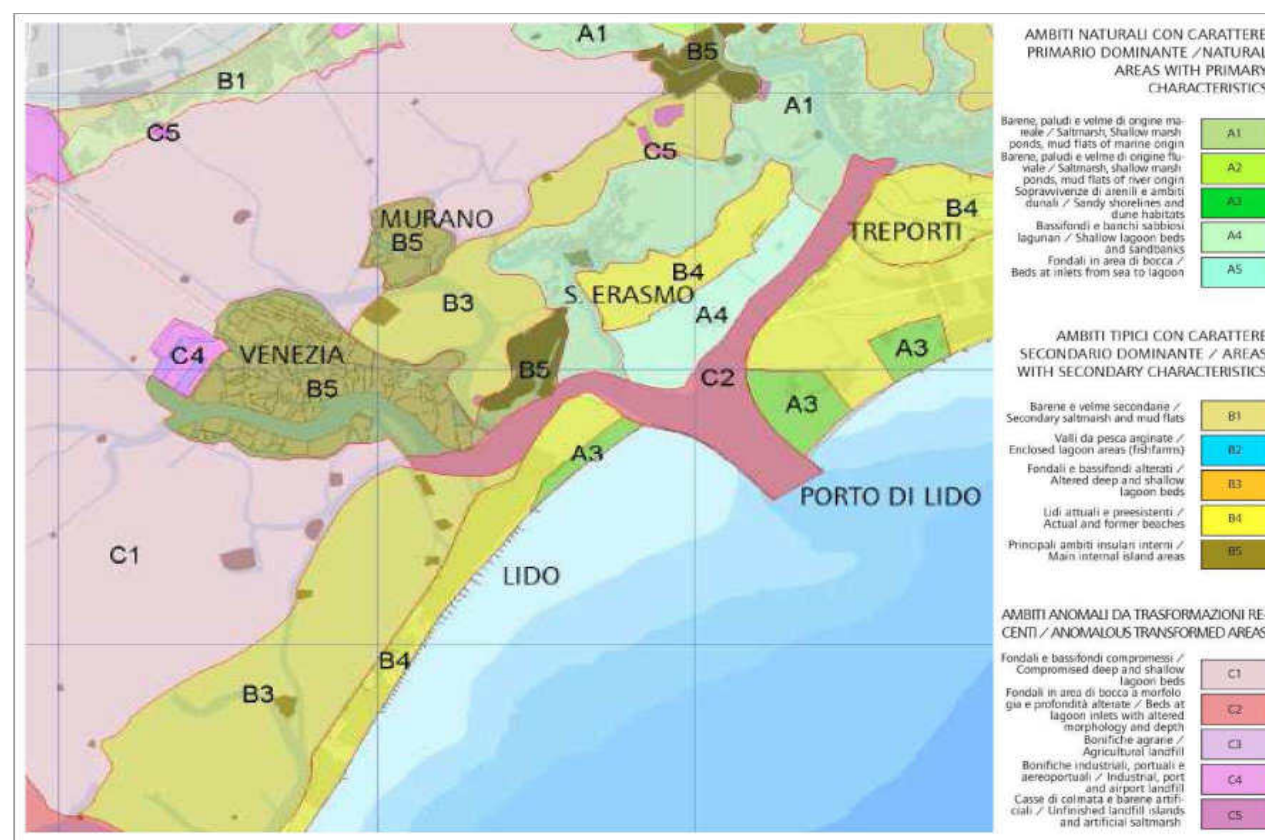 A1
B5
B1
A1
C5
C5
MURANO
B5
B4
TREPORTI
B4
S. ERASMO
B3
A4
VENEZIA
C4
B5
B5
A3
C2
A3
A3
PORTO DI LIDO
C1
LIDO
B4
B3
AMBITI NATURALI CON CARATTERE
PRIMARIO DOMINANTE / NATURAL
AREAS WITH PRIMARY
CHARACTERISTICS
Barene, paludi e velme di origine ma-
reale / Saltmarsh, Shallow marsh
ponds, mud flats of marine origin
A1
Barene, paludi e velme di origine flu-
viale / Saltmarsh, shallow marsh
ponds, mud flats of river origin
A2
Sopravvivenze di arenili e ambiti
dunali / Sandy shorelines and
dune habitats
A3
Bassifondi e banchi sabbiosi
lagunari / Shallow lagoon beds
and sandbanks
A4
Fondali in area di bocca /
Beds at inlets from sea to lagoon
A5
AMBITI TIPICI CON CARATTERE
SECONDARIO DOMINANTE / AREAS
WITH SECONDARY CHARACTERISTICS
Barene e velme secondarie /
Secondary saltmarsh and mud flats
B1
Valli da pesca arginate /
Enclosed lagoon areas (fishfarms)
B2
Fondali e bassifondi alterati /
Altered deep and shallow
lagoon beds
B3
Lidi attuali e preesistenti /
Actual and former beaches
B4
Principali ambiti insulari interni /
Main internal island areas
B5
AMBITI ANOMALI DA TRASFORMAZIONI RE-
CENTI / ANOMALOUS TRANSFORMED AREAS
Fondali e bassifondi compromessi /
Compromised deep and shallow
lagoon beds
C1
Fondali in area di bocca a morfolo-
gia e profondità alterate / Beds at
lagoon inlets with altered
morphology and depth
C2
Bonifiche agrarie /
Agricultural landfill
C3
Bonifiche industriali, portuali e
aereoportuali / Industrial, port
and airport landfill
C4
Casse di colmata e barene artifi-
ciali / Unfinished landfill islands
and artificial saltmarsh
C5